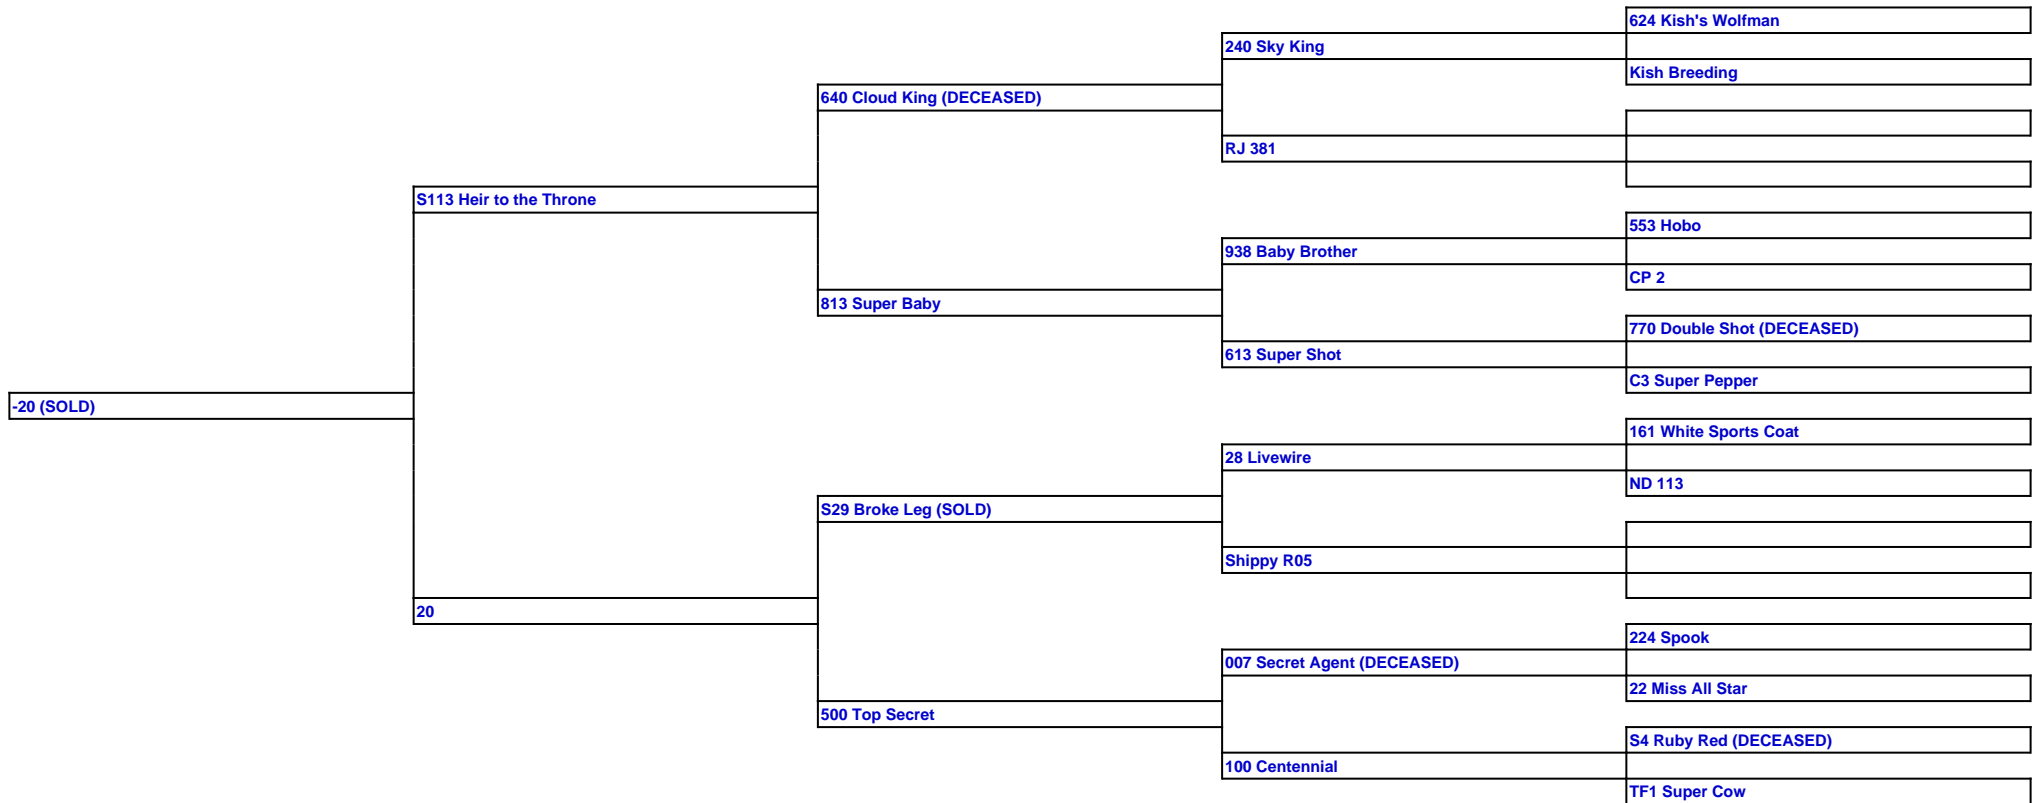 624 Kish's Wolfman
240 Sky King
Kish Breeding
640 Cloud King (DECEASED)
RJ 381
S113 Heir to the Throne
553 Hobo
938 Baby Brother
CP 2
813 Super Baby
770 Double Shot (DECEASED)
613 Super Shot
C3 Super Pepper
-20 (SOLD)
161 White Sports Coat
28 Livewire
ND 113
S29 Broke Leg (SOLD)
Shippy R05
20
224 Spook
007 Secret Agent (DECEASED)
22 Miss All Star
500 Top Secret
S4 Ruby Red (DECEASED)
100 Centennial
TF1 Super Cow